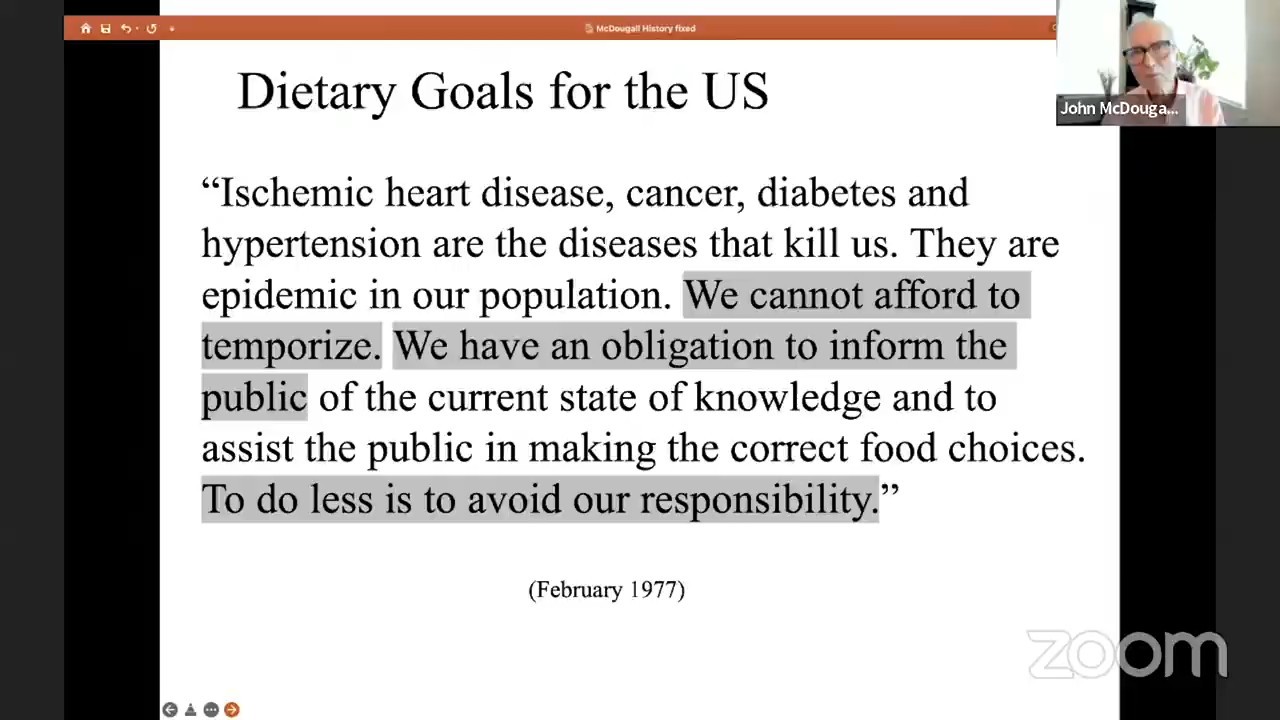 McDougall History fixed
Dietary Goals for the US
John McDouga...
“Ischemic heart disease, cancer, diabetes and
hypertension are the diseases that kill us. They are
epidemic in our population. We cannot afford to
temporize. We have an obligation to inform the
public of the current state of knowledge and to
assist the public in making the correct food choices.
To do less is to avoid our responsibility.”
(February 1977)
zoom